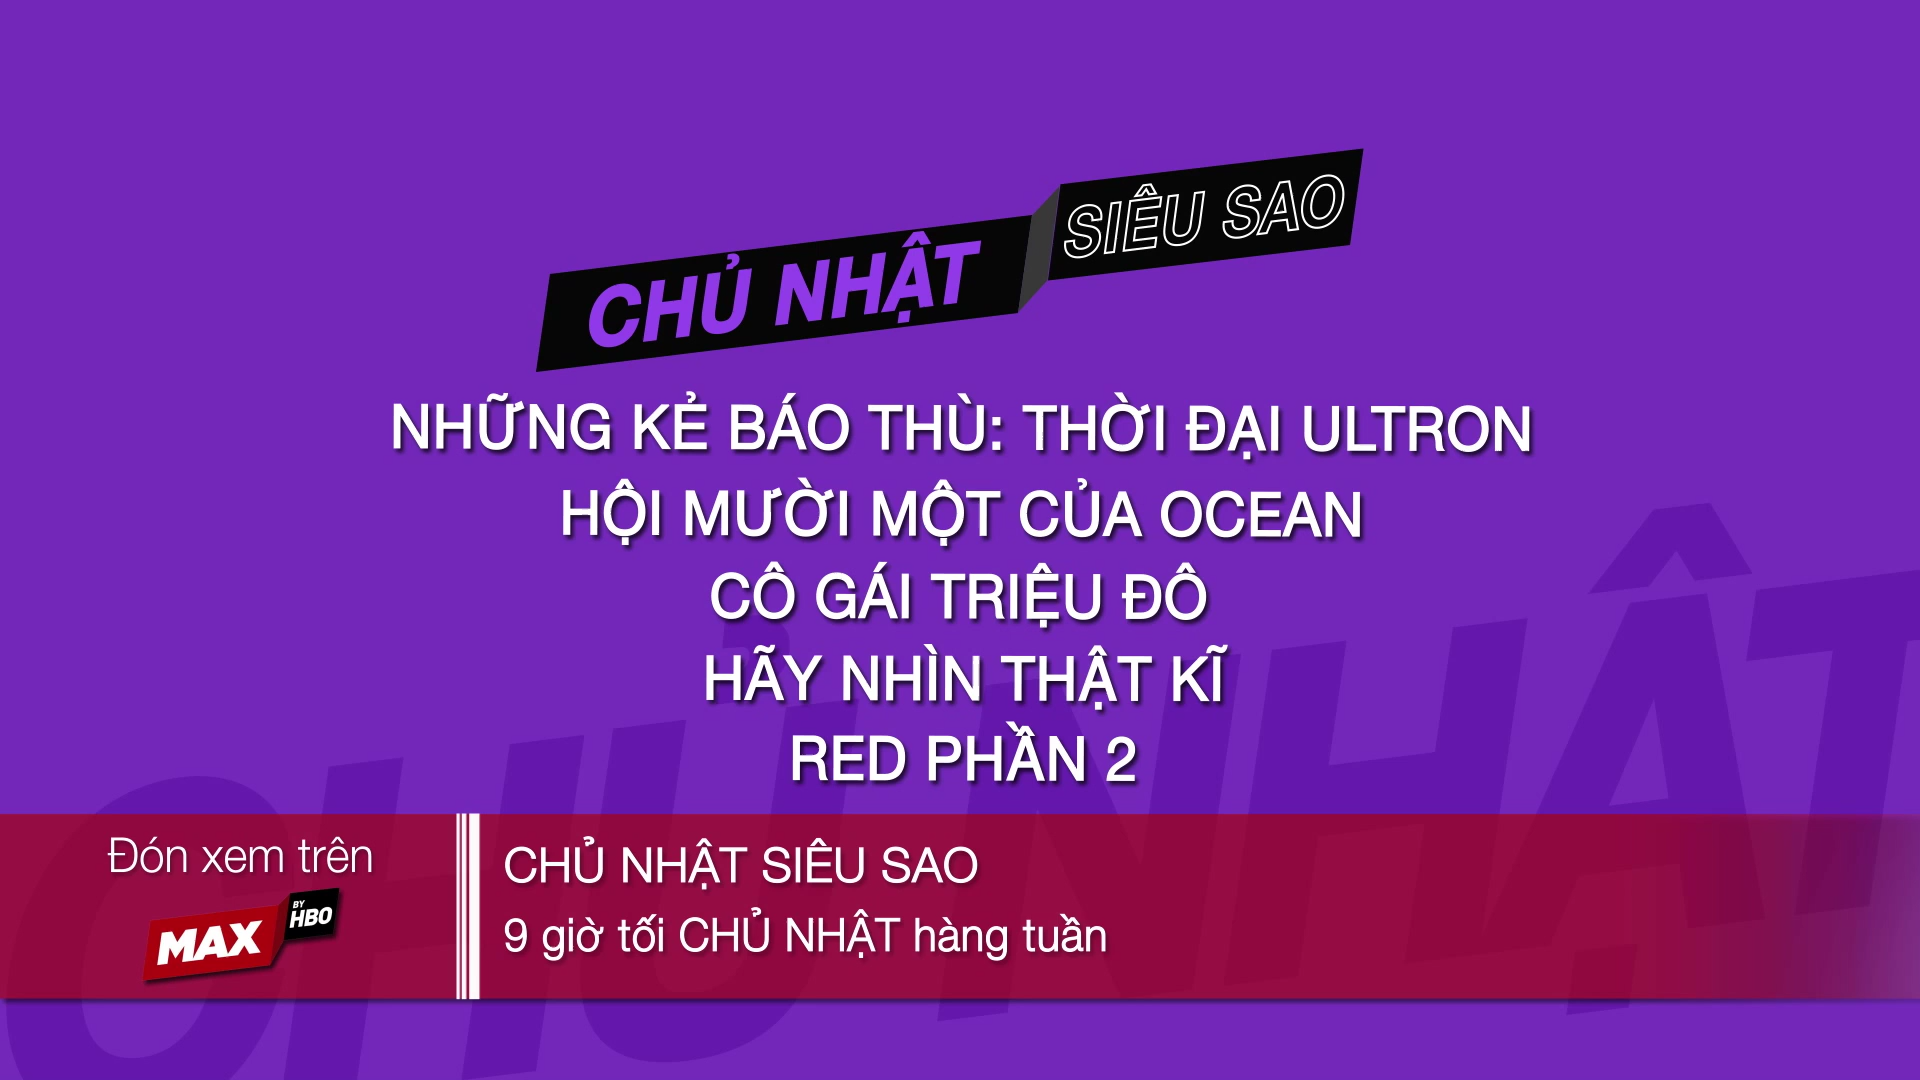 CHỦ NHẬT SIÊU SAO
NHỮNG KẺ BÁO THÙ: THỜI ĐẠI ULTRON
HỘI MƯỜI MỘT CỦA OCEAN
CÔ GÁI TRIỆU ĐÔ
HÃY NHÌN THẬT KĨ
RED PHẦN 2
CHỦ NHẬT
Đón xem trên
MAX BY HBO
CHỦ NHẬT SIÊU SAO
9 giờ tối CHỦ NHẬT hàng tuần